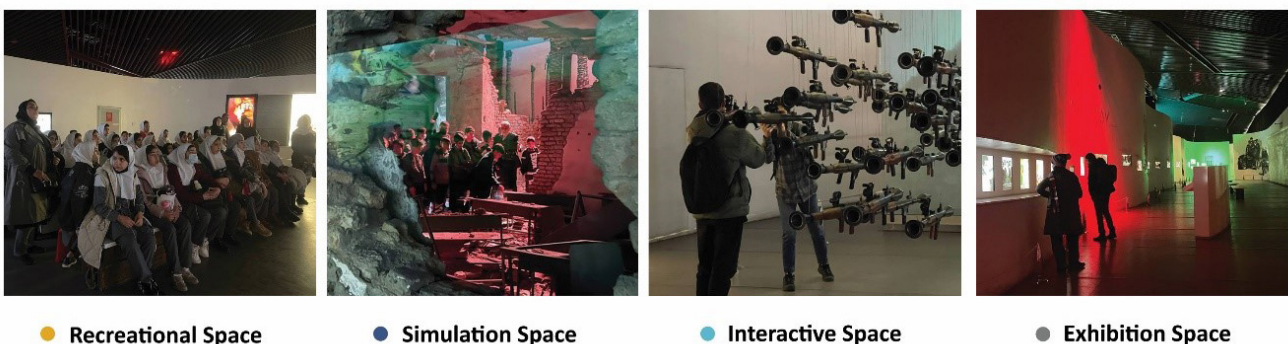 Recreational Space
Simulation Space
Interactive Space
Exhibition Space